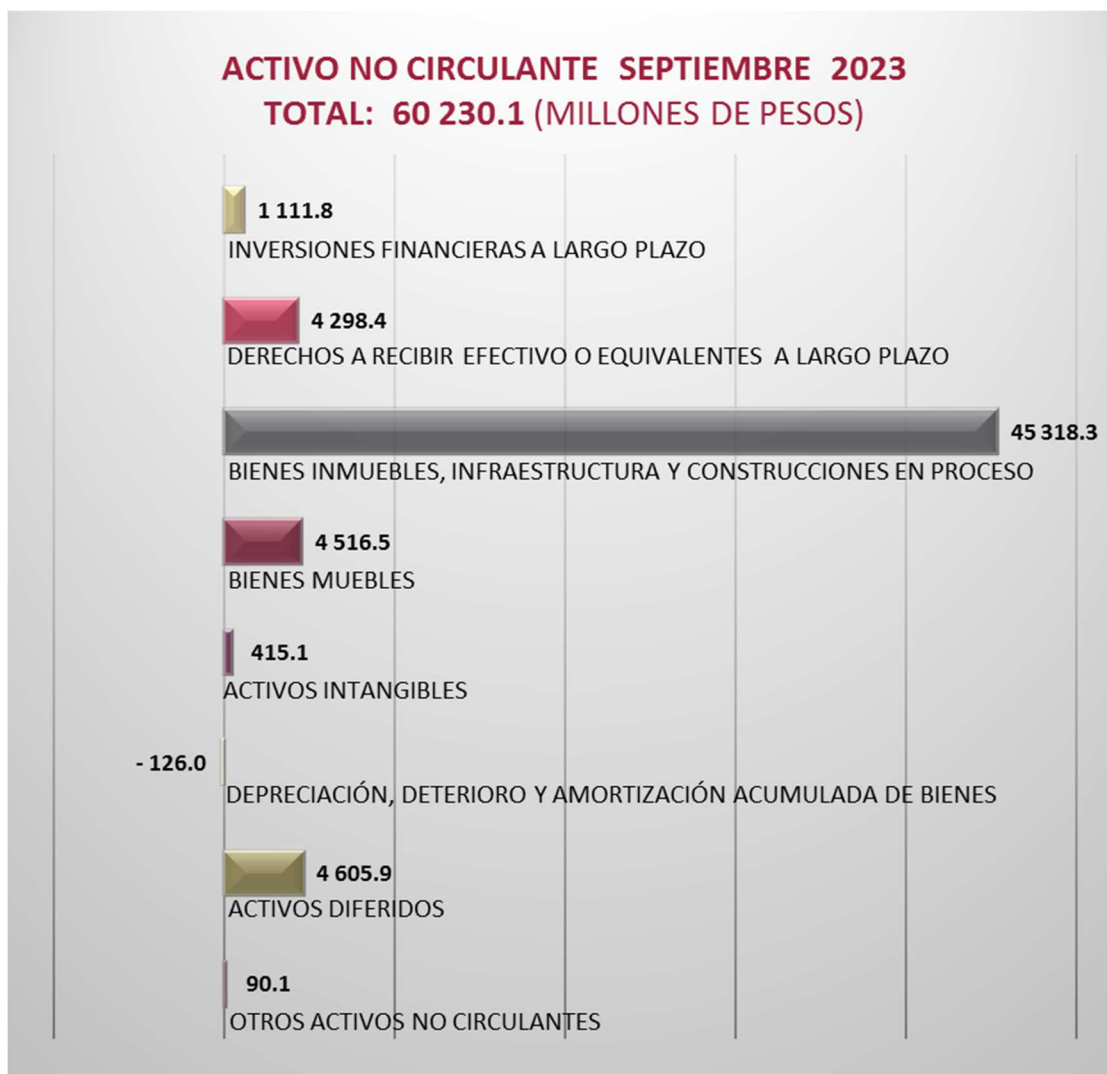 ACTIVO NO CIRCULANTE SEPTIEMBRE 2023
TOTAL: 60 230.1 (MILLONES DE PESOS)
1 111.8
INVERSIONES FINANCIERAS A LARGO PLAZO
4 298.4
DERECHOS A RECIBIR EFECTIVO O EQUIVALENTES A LARGO PLAZO
45 318.3
BIENES INMUEBLES, INFRAESTRUCTURA Y CONSTRUCCIONES EN PROCESO
4 516.5
BIENES MUEBLES
415.1
ACTIVOS INTANGIBLES
- 126.0
DEPRECIACIÓN, DETERIORO Y AMORTIZACIÓN ACUMULADA DE BIENES
4 605.9
ACTIVOS DIFERIDOS
90.1
OTROS ACTIVOS NO CIRCULANTES